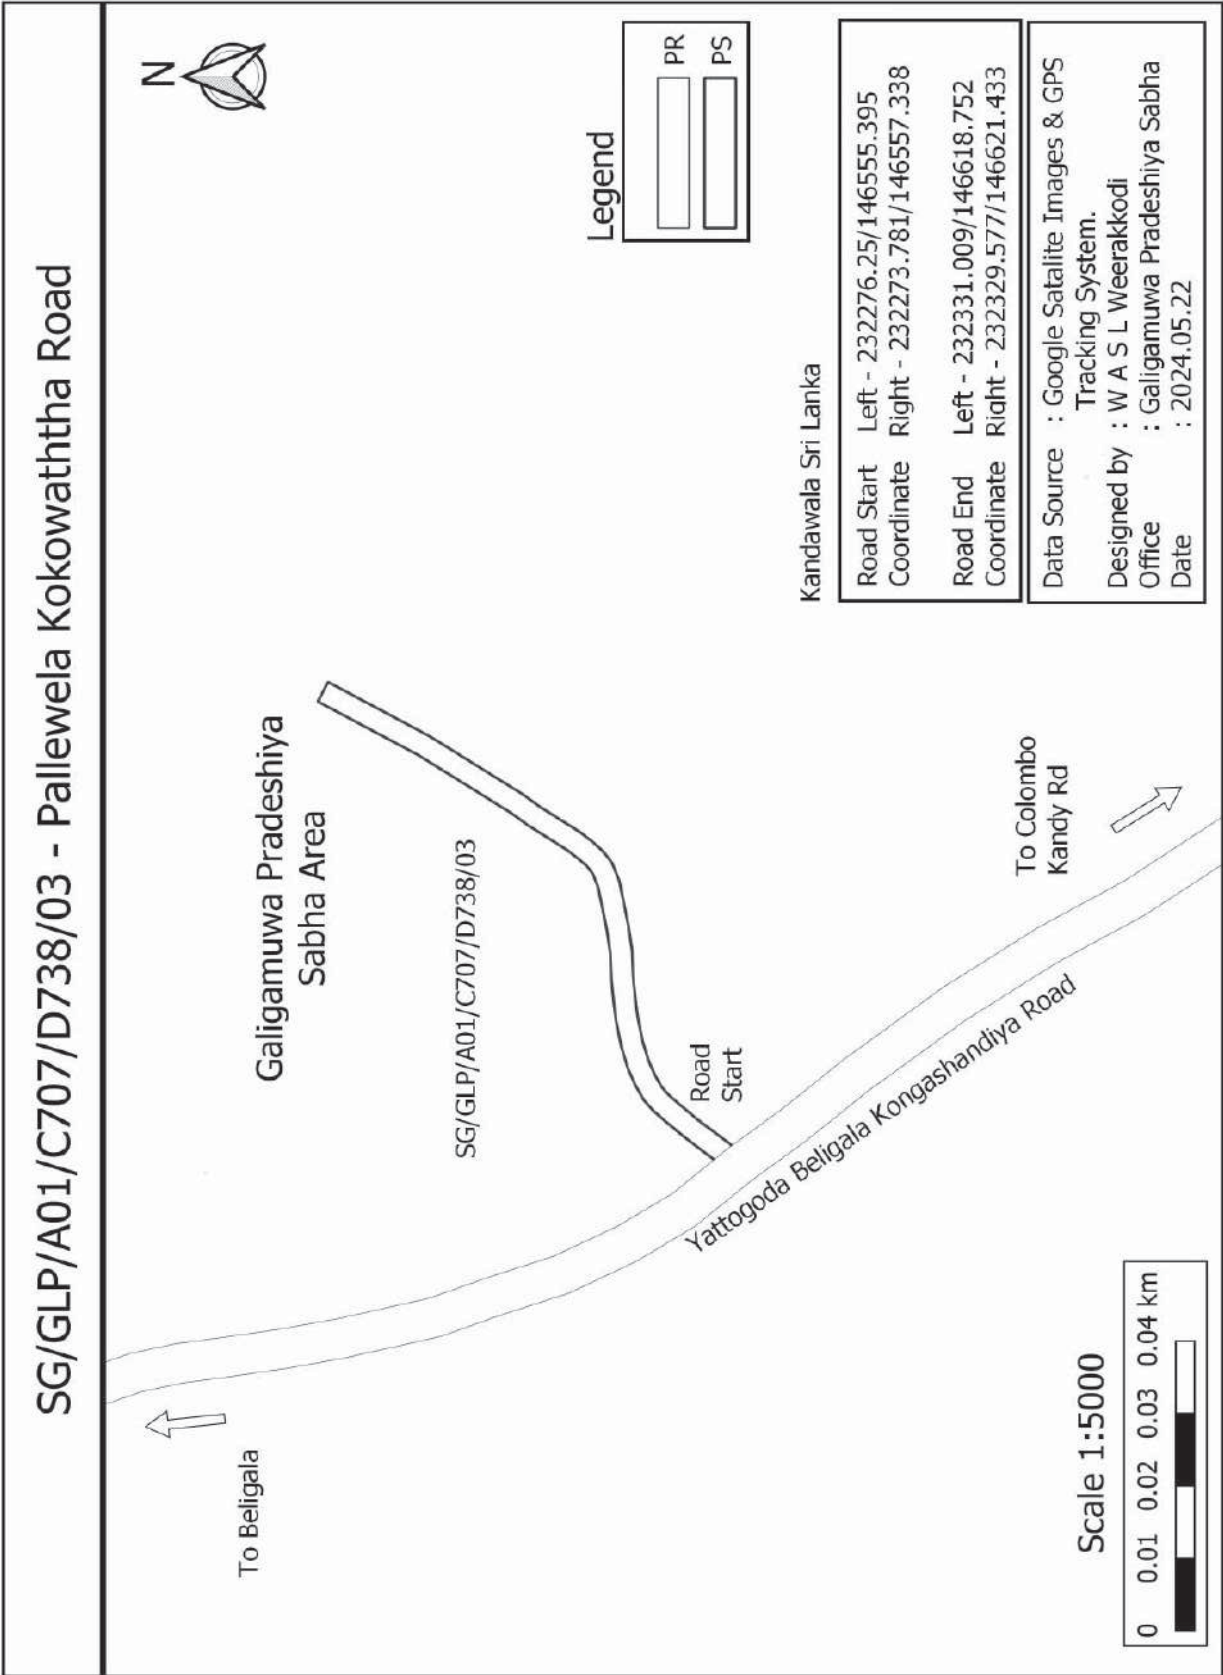 SG/GLP/A01/C707/D738/03 - Pallewela Kokowaththa Road
N
To Beligala
Galigamuwa Pradeshiya
Sabha Area
SG/GLP/A01/C707/D738/03
Road
Start
Yattogoda Beligala Kongashandiya Road
To Colombo
Kandy Rd
Legend
PR
PS
Kandawala Sri Lanka
Road Start Left - 232276.25/146555.395
Coordinate Right - 232273.781/146557.338
Road End Left - 232331.009/146618.752
Coordinate Right - 232329.577/146621.433
Data Source : Google Satalite Images & GPS
Tracking System.
Designed by : W A S L Weerakkodi
Office : Galigamuwa Pradeshiya Sabha
Date : 2024.05.22
Scale 1:5000
0 0.01 0.02 0.03 0.04 km